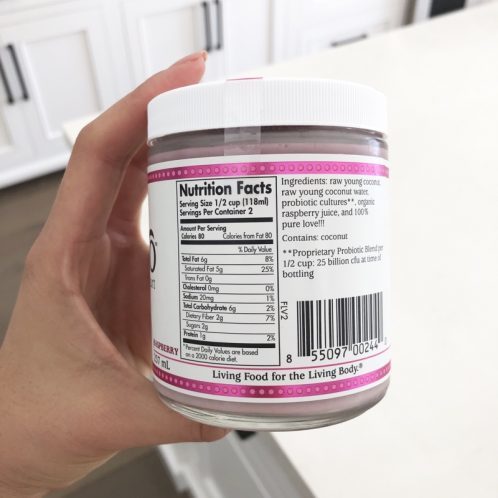 Nutrition Facts
Serving Size 1/2 cup (118ml)
Servings Per Container 2
Amount Per Serving
Calories 80 Calories from Fat 80
% Daily Value
Total Fat 6g 8%
Saturated Fat 5g 25%
Trans Fat 0g
Cholesterol 0mg 0%
Sodium 20mg 1%
Total Carbohydrate 6g 2%
Dietary Fiber 2g 7%
Sugars 2g
Protein 1g 2%
*Percent Daily Values are based
on a 2000 calorie diet.
Ingredients: raw young coconut,
raw young coconut water,
probiotic cultures**, organic
raspberry juice, and 100%
pure love!!!
Contains: coconut
**Proprietary Probiotic Blend per
1/2 cup: 25 billion cfu at time of
bottling
FLV2
8 55097 00244
RASPBERRY
mL
Living Food for the Living Body.®